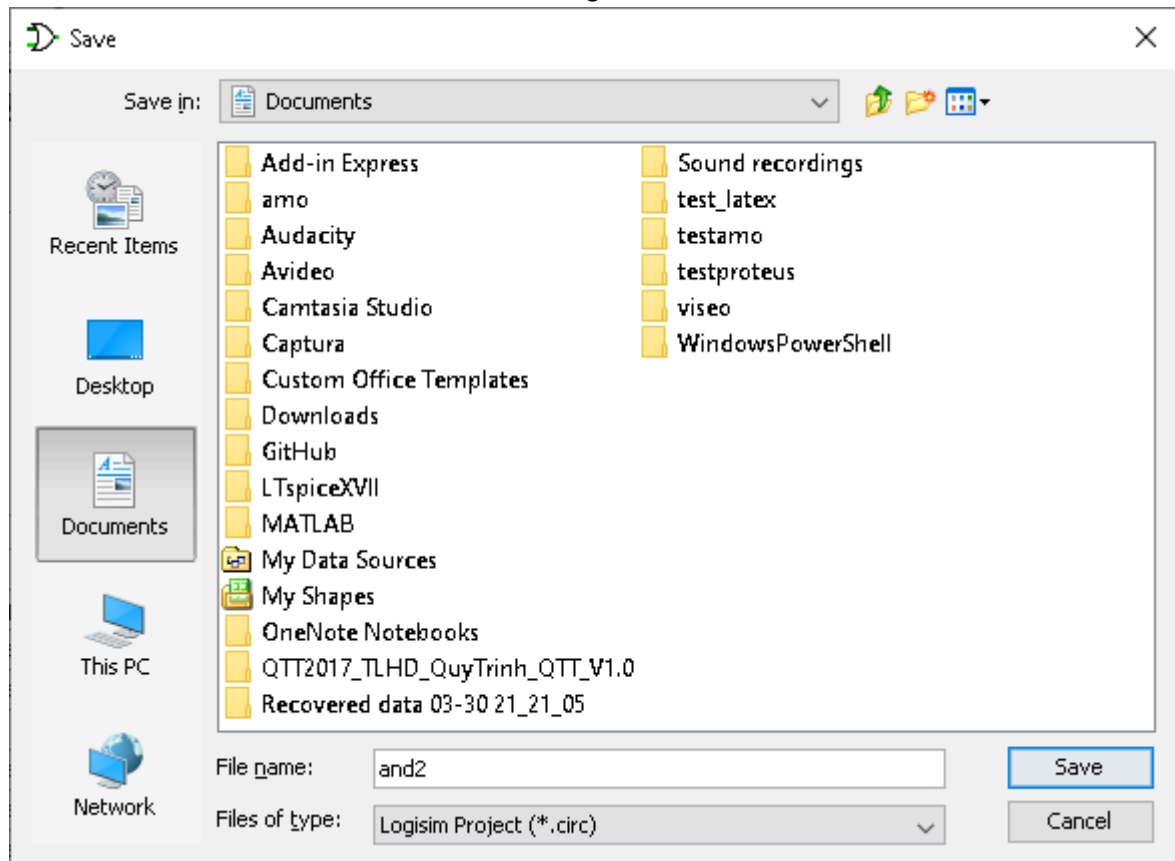 Save
Save in:
Documents
Recent Items
Desktop
Documents
This PC
Network
Add-in Express
amo
Audacity
Avideo
Camtasia Studio
Captura
Custom Office Templates
Downloads
GitHub
LTspiceXVII
MATLAB
My Data Sources
My Shapes
OneNote Notebooks
QTT2017_TLHD_QuyTrinh_QTT_V1.0
Recovered data 03-30 21_21_05
Sound recordings
test_latex
testamo
testproteus
viseo
WindowsPowerShell
File name:
and2
Save
Files of type:
Logisim Project (*.circ)
Cancel